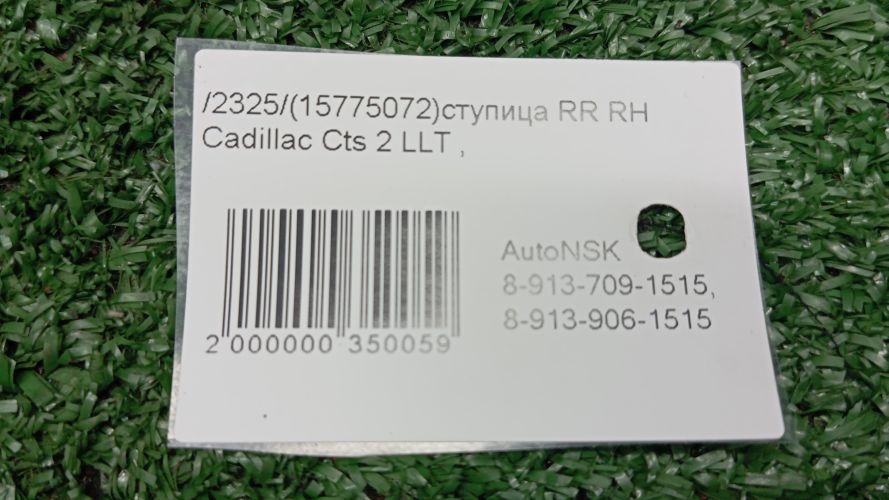 /2325/(15775072)ступица RR RH
Cadillac Cts 2 LLT ,
AutoNSK
8-913-709-1515,
8-913-906-1515
2 000000 350059